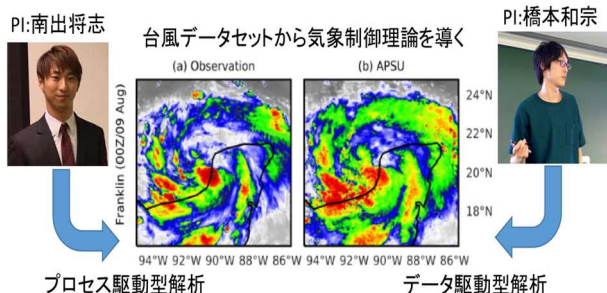 PI:南出将志
PI:橋本和宗
台風データセットから気象制御理論を導く
(a) Observation
(b) APSU
Franklin (00Z/09 Aug)
24°N
22°N
20°N
18°N
94°W 92°W 90°W 88°W 86°W
94°W 92°W 90°W 88°W 86°W
プロセス駆動型解析
データ駆動型解析